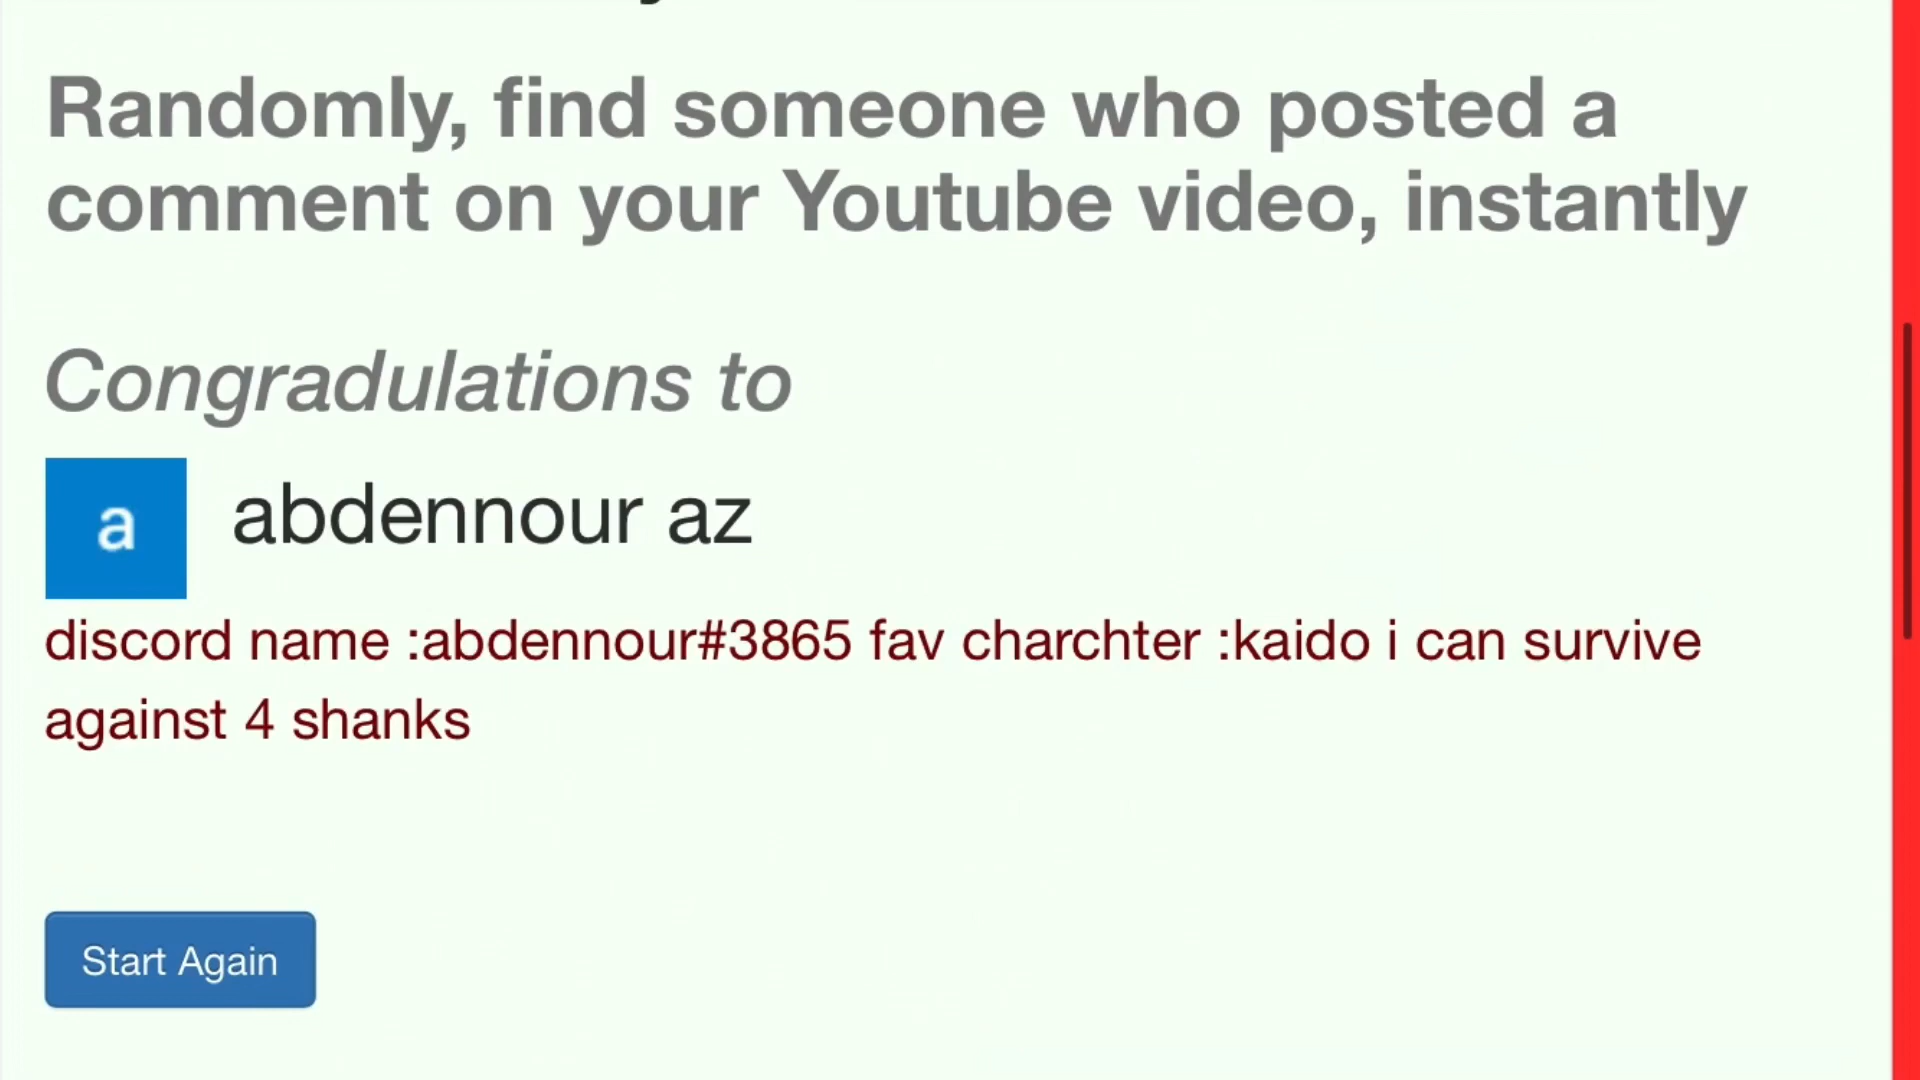 Randomly, find someone who posted a
comment on your Youtube video, instantly
Congradulations to
a
abdennour az
discord name :abdennour#3865 fav charchter :kaido i can survive
against 4 shanks
Start Again